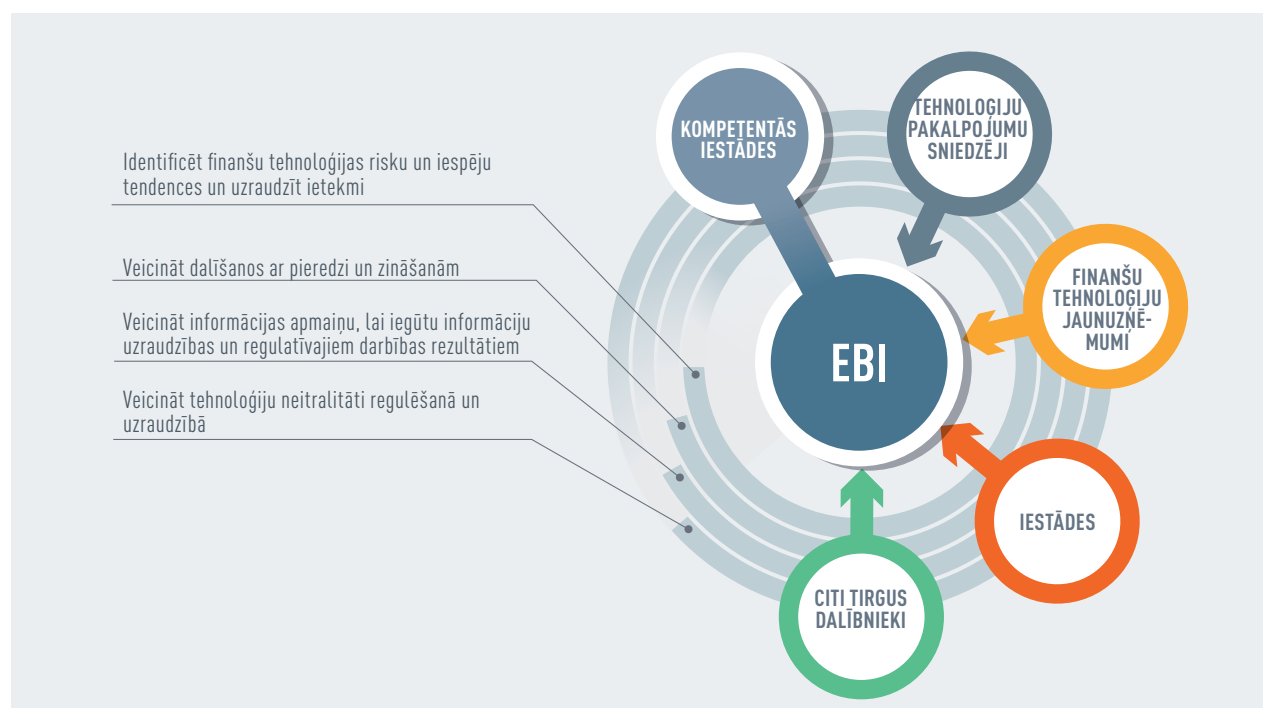 Identificēt finanšu tehnoloģijas risku un iespēju
tendences un uzraudzīt ietekmi
Veicināt dalīšanos ar pieredzi un zināšanām
Veicināt informācijas apmaiņu, lai iegūtu informāciju
uzraudzības un regulatīvajiem darbības rezultātiem
Veicināt tehnoloģiju neitralitāti regulēšanā un
uzraudzībā
KOMPETENTĀS
IESTĀDES
TEHNOLOĢIJU
PAKALPOJUMU
SNIEDZĒJI
FINANŠU
TEHNOLOĢIJU
JAUNUZŅĒ-
MUMI
EBI
IESTĀDES
CITI TIRGUS
DALĪBNIEKI